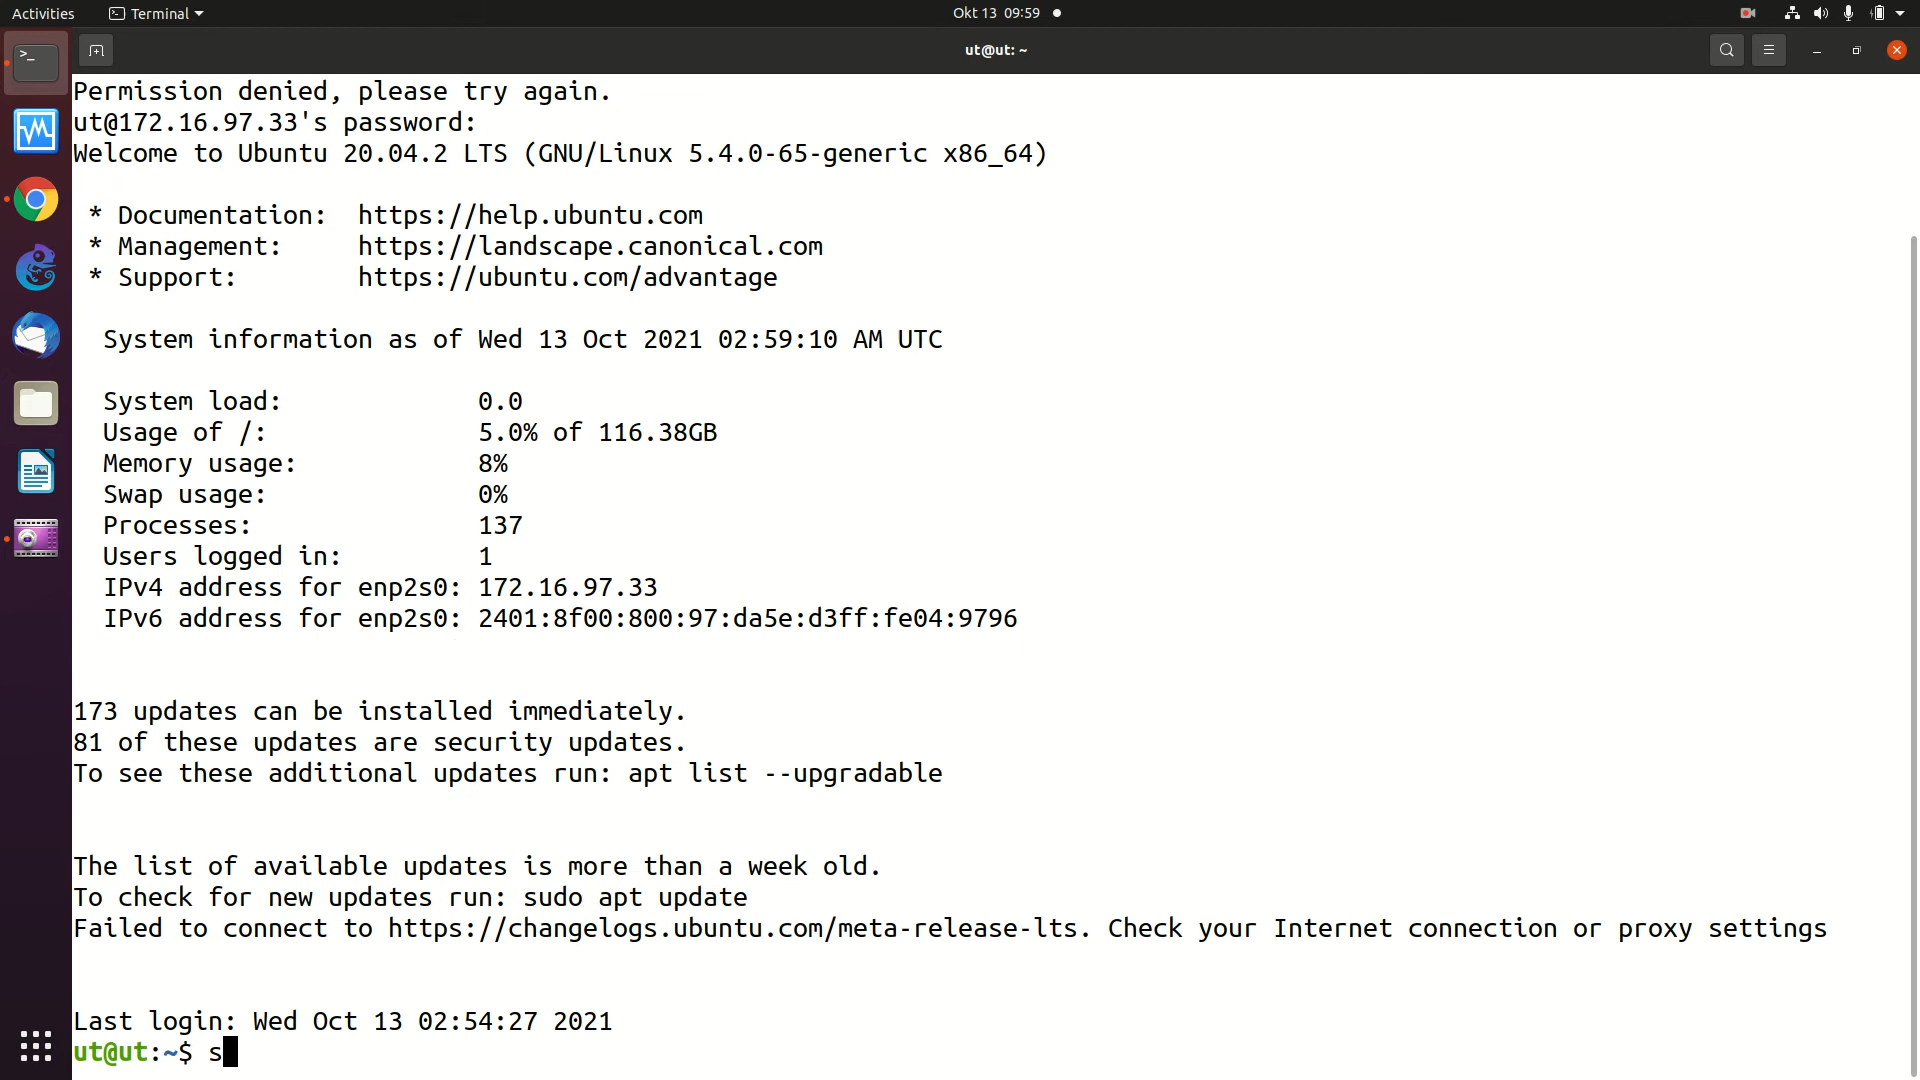 Activities
Terminal
Okt 13 09:59
ut@ut: ~
Permission denied, please try again.
ut@172.16.97.33's password:
Welcome to Ubuntu 20.04.2 LTS (GNU/Linux 5.4.0-65-generic x86_64)
* Documentation:  https://help.ubuntu.com
* Management:     https://landscape.canonical.com
* Support:        https://ubuntu.com/advantage
System information as of Wed 13 Oct 2021 02:59:10 AM UTC
System load:             0.0
Usage of /:              5.0% of 116.38GB
Memory usage:            8%
Swap usage:              0%
Processes:               137
Users logged in:         1
IPv4 address for enp2s0: 172.16.97.33
IPv6 address for enp2s0: 2401:8f00:800:97:da5e:d3ff:fe04:9796
173 updates can be installed immediately.
81 of these updates are security updates.
To see these additional updates run: apt list --upgradable
The list of available updates is more than a week old.
To check for new updates run: sudo apt update
Failed to connect to https://changelogs.ubuntu.com/meta-release-lts. Check your Internet connection or proxy settings
Last login: Wed Oct 13 02:54:27 2021
ut@ut:~$ s